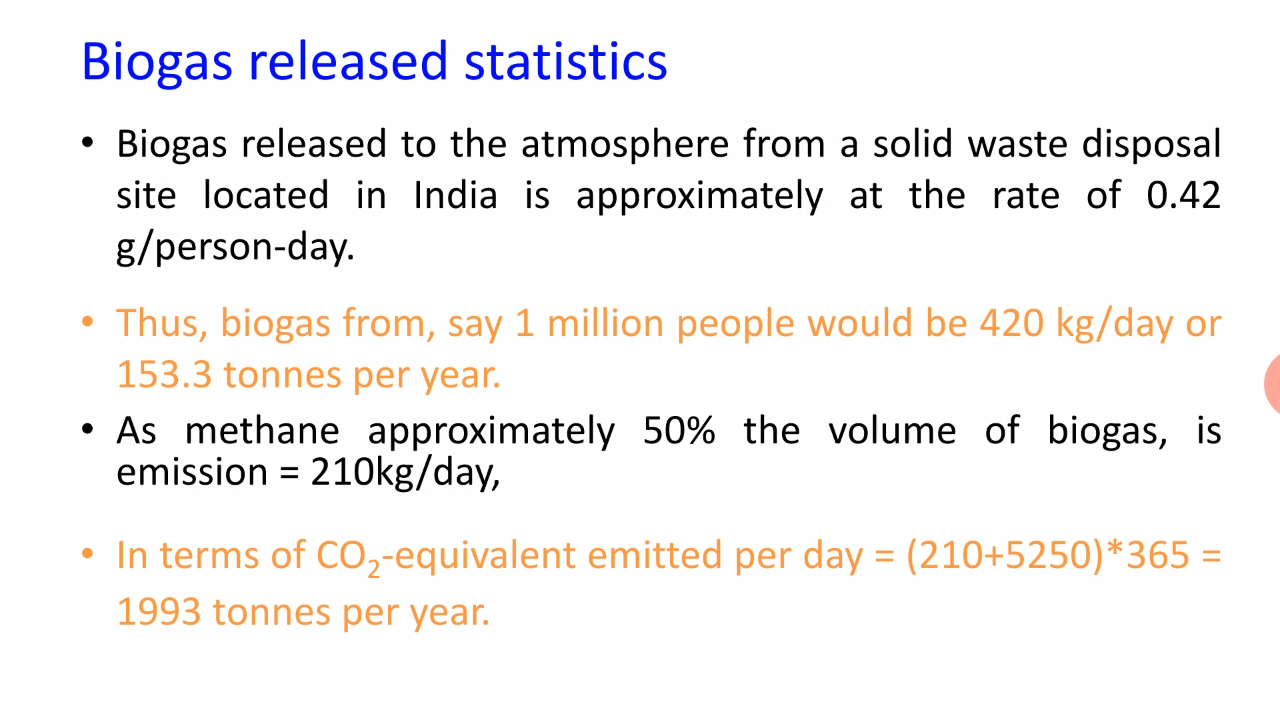 Biogas released statistics
• Biogas released to the atmosphere from a solid waste disposal
site located in India is approximately at the rate of 0.42
g/person-day.
• Thus, biogas from, say 1 million people would be 420 kg/day or
153.3 tonnes per year.
• As methane approximately 50% the volume of biogas, is
emission = 210kg/day,
• In terms of CO₂-equivalent emitted per day = (210+5250)*365 =
1993 tonnes per year.